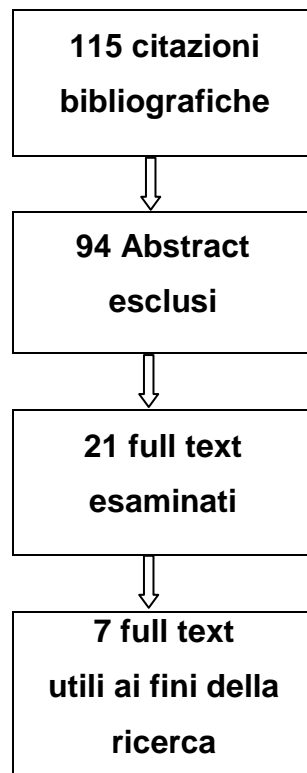 115 citazioni
bibliografiche
94 Abstract
esclusi
21 full text
esaminati
7 full text
utili ai fini della
ricerca